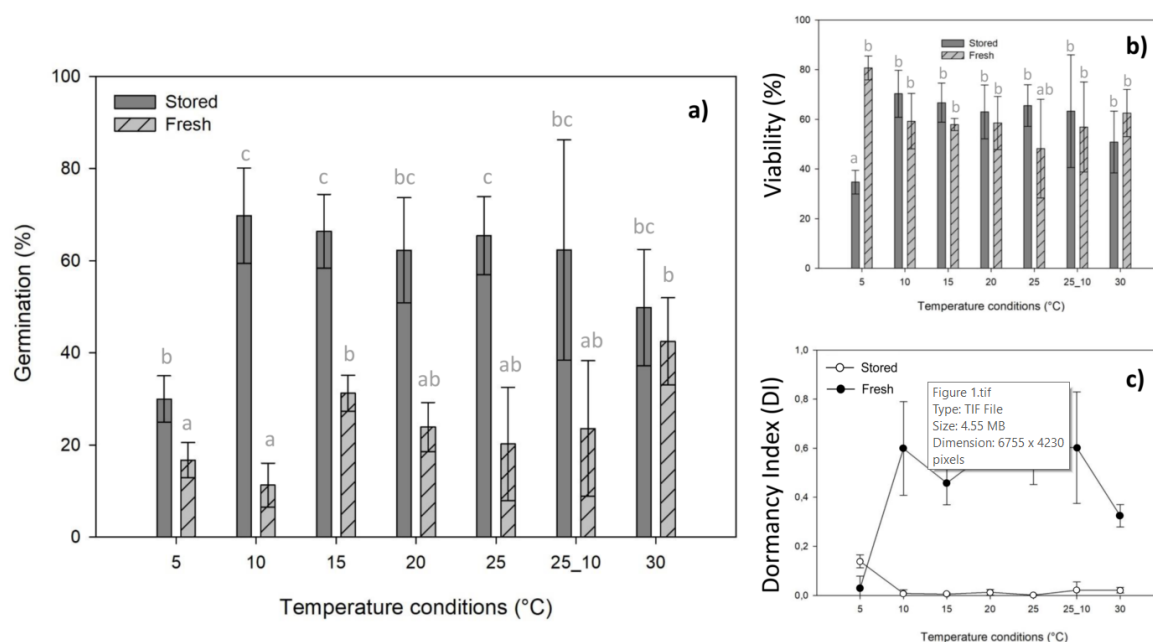 a)
Stored
Fresh
Germination (%)
100
80
60
40
20
0
b
a
c
a
c
b
bc
ab
c
ab
bc
ab
bc
b
5
10
15
20
25
25_10
30
Temperature conditions (°C)
b)
Stored
Fresh
Viability (%)
100
80
60
40
20
0
a
b
b
b
b
b
b
b
b
ab
b
b
b
b
5
10
15
20
25
25_10
30
Temperature conditions (°C)
c)
Stored
Fresh
Dormancy Index (DI)
1,0
0,8
0,6
0,4
0,2
0,0
Figure 1.tif
Type: TIF File
Size: 4.55 MB
Dimension: 6755 x 4230
pixels
5
10
15
20
25
25_10
30
Temperature conditions (°C)